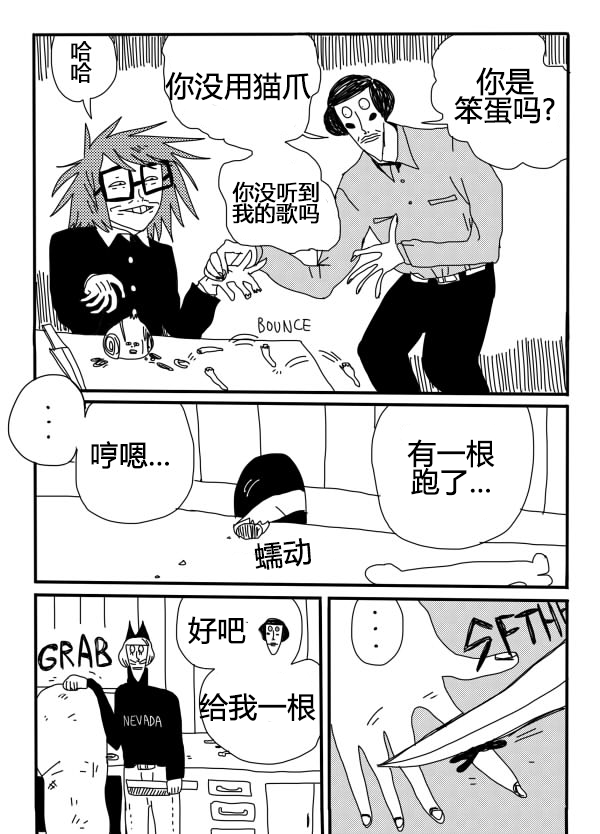 哈
哈
你没用猫爪
你是
笨蛋吗?
你没听到
我的歌吗
BOUNCE
...
哼嗯...
有一根
跑了...
蠕动
GRAB
好吧
给我一根
NEVADA
...